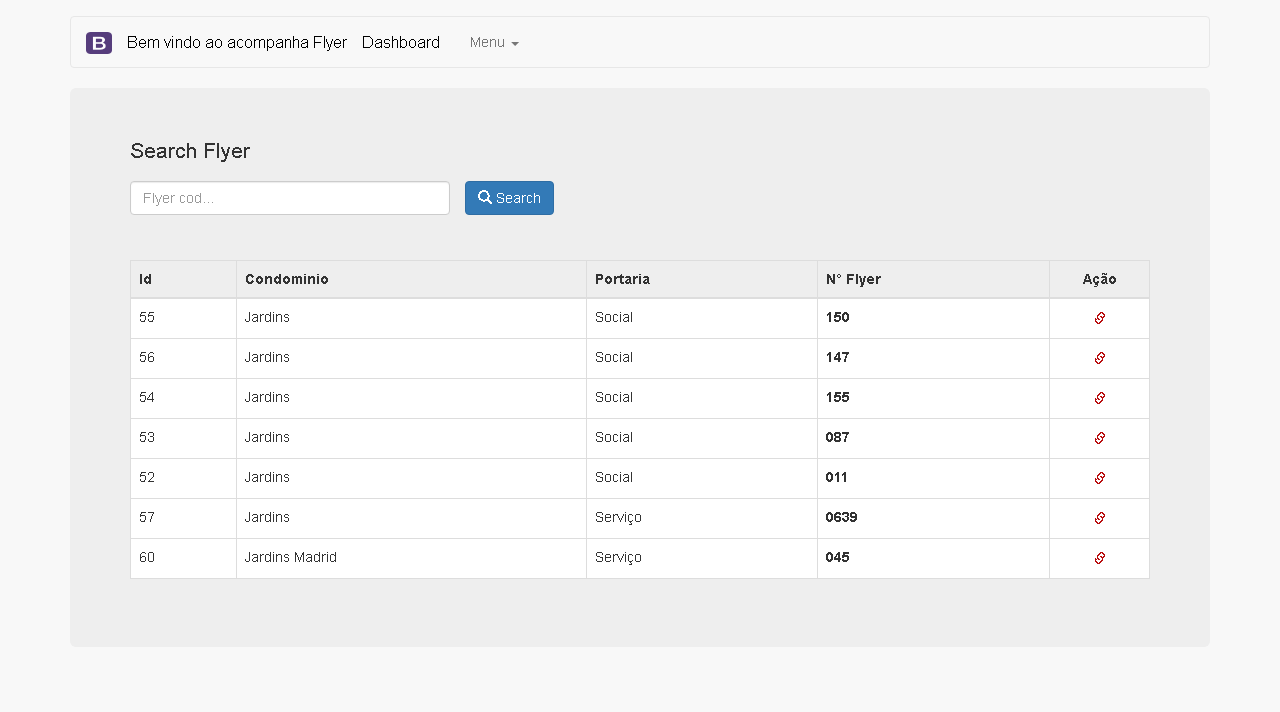 B Bem vindo ao acompanha Flyer Dashboard Menu
Search Flyer
Flyer cod...
Search
Id Condominio Portaria N° Flyer Ação
55 Jardins Social 150
56 Jardins Social 147
54 Jardins Social 155
53 Jardins Social 087
52 Jardins Social 011
57 Jardins Serviço 0639
60 Jardins Madrid Serviço 045